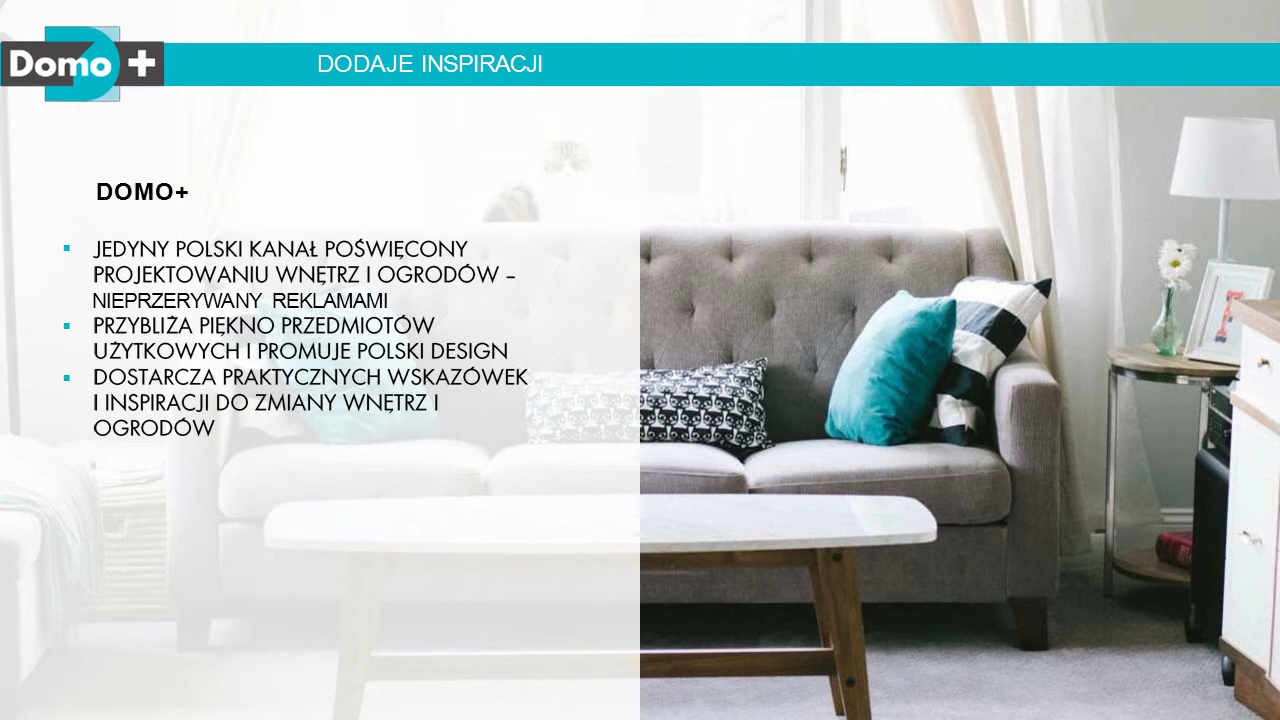 Domo+
DODAJE INSPIRACJI
DOMO+
▪ JEDYNY POLSKI KANAŁ POŚWIĘCONY
PROJEKTOWANIU WNĘTRZ I OGRODÓW –
NIEPRZERYWANY REKLAMAMI
▪ PRZYBLIŻA PIĘKNO PRZEDMIOTÓW
UŻYTKOWYCH I PROMUJE POLSKI DESIGN
▪ DOSTARCZA PRAKTYCZNYCH WSKAZÓWEK
I INSPIRACJI DO ZMIANY WNĘTRZ I
OGRODÓW